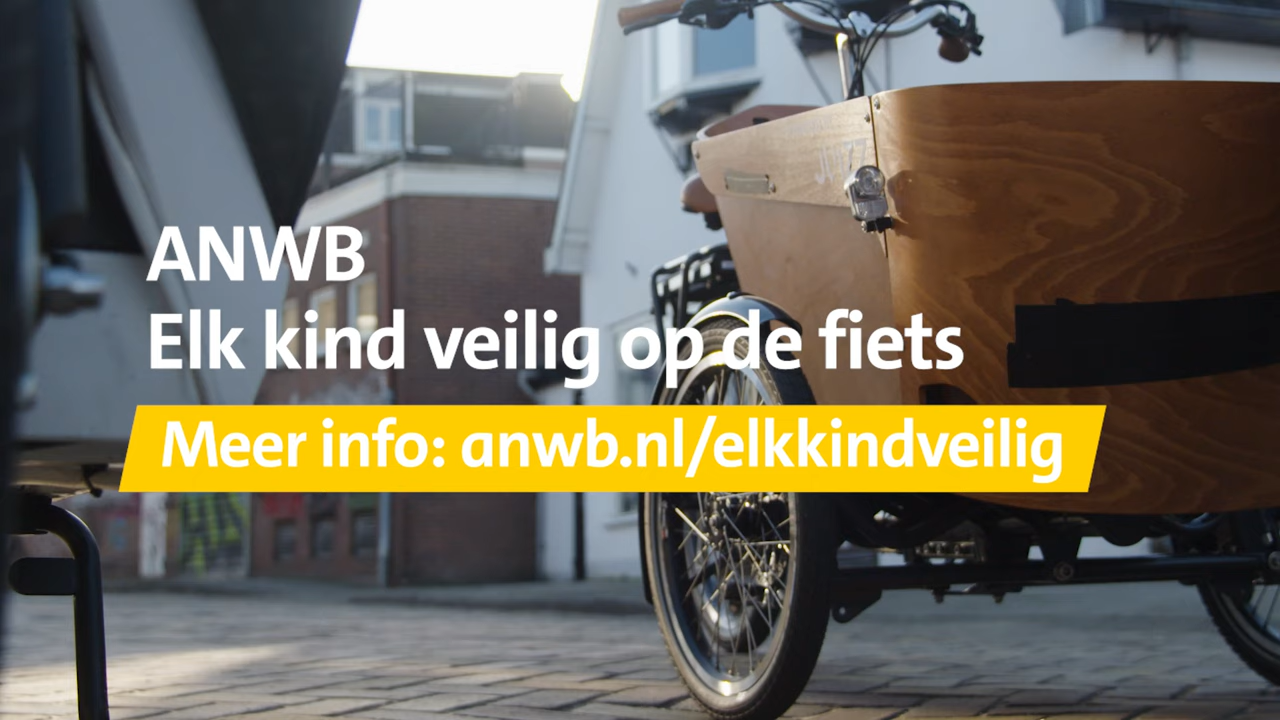 ANWB
Elk kind veilig op de fiets
Meer info: anwb.nl/elkkindveilig